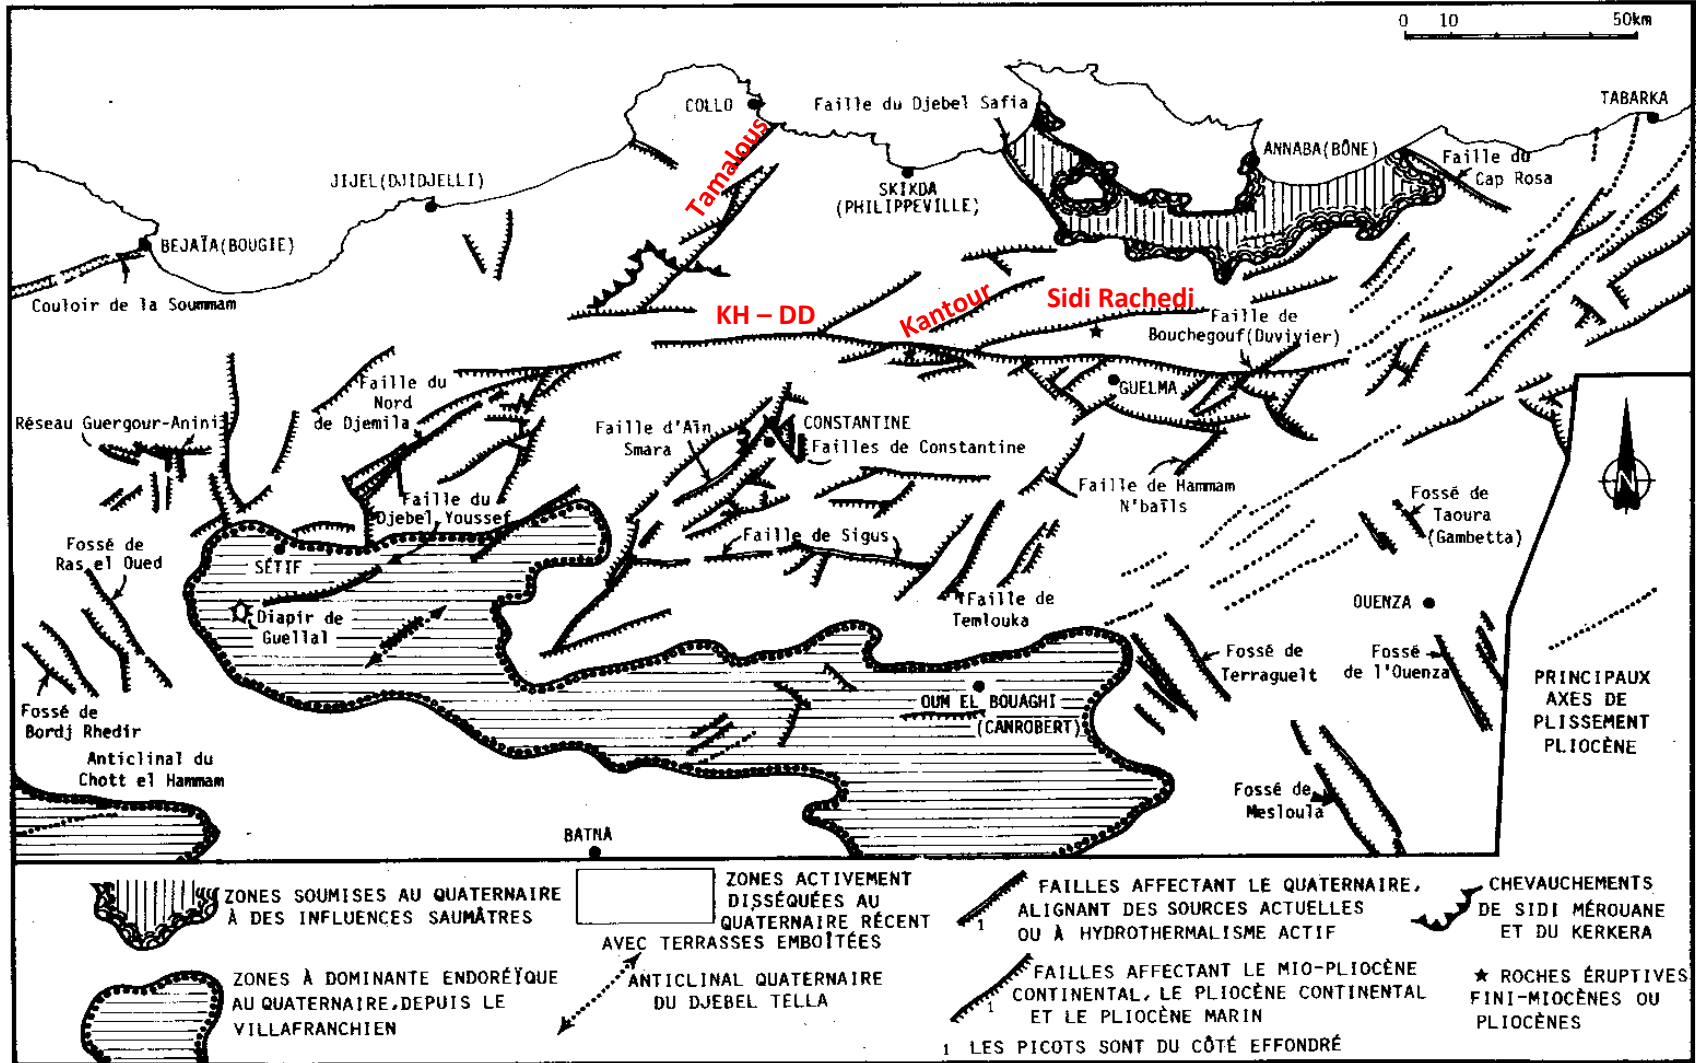 0 10 50km
COLLO
Faille du Djebel Safia
TABARKA
Tamalous
ANNABA(BÔNE)
Faille du
Cap Rosa
JIJEL(DJIDJELLI)
SKIKDA
(PHILIPPEVILLE)
BEJAÏA(BOUGIE)
Couloir de la Soummam
KH – DD
Kantour
Sidi Rachedi
Faille de
Bouchegouf(Duvivier)
GUELMA
Faille du
Nord
de Djemila
Réseau Guergour-Anini
Faille d'Aïn
Smara
CONSTANTINE
Failles de Constantine
Faille de Hammam
N'baïls
Faille du
Djebel Youssef
Fossé de
Taoura
(Gambetta)
Fossé de
Ras el Oued
SÉTIF
Faille de Sigus
Diapir de
Guellal
Faille de
Temlouka
OUENZA
Fossé de
Terraguelt
Fossé
de l'Ouenza
PRINCIPAUX
AXES DE
PLISSEMENT
PLIOCÈNE
N
OUM EL BOUAGHI
(CANROBERT)
Fossé de
Bordj Rhedir
Anticlinal du
Chott el Hammam
Fossé de
Mesloula
BATNA
ZONES SOUMISES AU QUATERNAIRE
À DES INFLUENCES SAUMÂTRES
ZONES À DOMINANTE ENDORÉÏQUE
AU QUATERNAIRE,DEPUIS LE
VILLAFRANCHIEN
ZONES ACTIVEMENT
DISSÉQUÉES AU
QUATERNAIRE RÉCENT
AVEC TERRASSES EMBOÎTÉES
ANTICLINAL QUATERNAIRE
DU DJEBEL TELLA
1
FAILLES AFFECTANT LE QUATERNAIRE,
ALIGNANT DES SOURCES ACTUELLES
OU À HYDROTHERMALISME ACTIF
1
FAILLES AFFECTANT LE MIO-PLIOCÈNE
CONTINENTAL, LE PLIOCÈNE CONTINENTAL
ET LE PLIOCÈNE MARIN
1 LES PICOTS SONT DU CÔTÉ EFFONDRÉ
CHEVAUCHEMENTS
DE SIDI MÉROUANE
ET DU KERKERA
★ ROCHES ÉRUPTIVES
FINI-MIOCÈNES OU
PLIOCÈNES